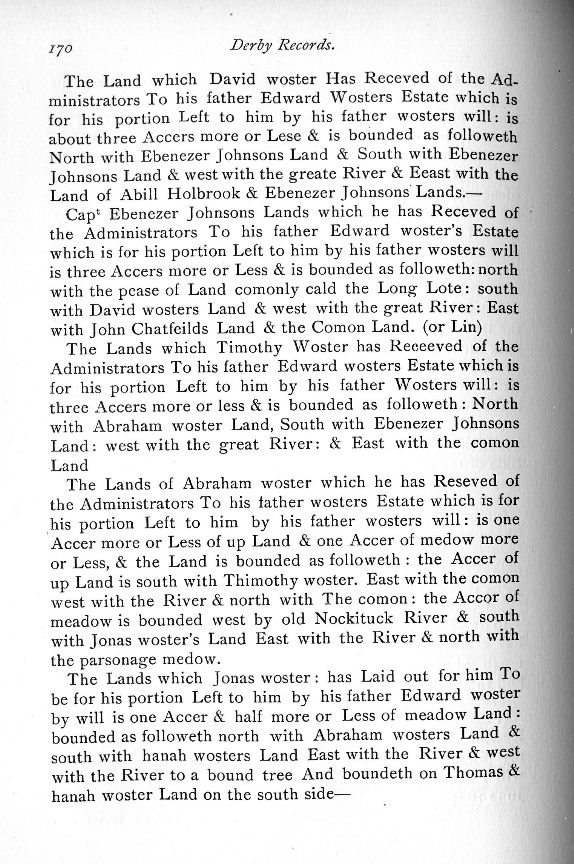 170
Derby Records.
The Land which David woster Has Receved of the Ad-
ministrators To his father Edward Wosters Estate which is
for his portion Left to him by his father wosters will: is
about three Accers more or Lese & is bounded as followeth
North with Ebenezer Johnsons Land & South with Ebenezer
Johnsons Land & west with the greate River & Eeast with the
Land of Abill Holbrook & Ebenezer Johnsons Lands.—
Capt Ebenezer Johnsons Lands which he has Receved of
the Administrators To his father Edward woster's Estate
which is for his portion Left to him by his father wosters will
is three Accers more or Less & is bounded as followeth: north
with the pease of Land comonly cald the Long Lote: south
with David wosters Land & west with the great River: East
with John Chatfeilds Land & the Comon Land. (or Lin)
The Lands which Timothy Woster has Receeved of the
Administrators To his father Edward wosters Estate which is
for his portion Left to him by his father Wosters will: is
three Accers more or less & is bounded as followeth: North
with Abraham woster Land, South with Ebenezer Johnsons
Land: west with the great River: & East with the comon
Land
The Lands of Abraham woster which he has Reseved of
the Administrators To his father wosters Estate which is for
his portion Left to him by his father wosters will: is one
Accer more or Less of up Land & one Accer of medow more
or Less, & the Land is bounded as followeth: the Accer of
up Land is south with Thimothy woster. East with the comon
west with the River & north with The comon: the Accor of
meadow is bounded west by old Nockituck River & south
with Jonas woster's Land East with the River & north with
the parsonage medow.
The Lands which Jonas woster: has Laid out for him To
be for his portion Left to him by his father Edward woster
by will is one Accer & half more or Less of meadow Land:
bounded as followeth north with Abraham wosters Land &
south with hanah wosters Land East with the River & west
with the River to a bound tree And boundeth on Thomas &
hanah woster Land on the south side—